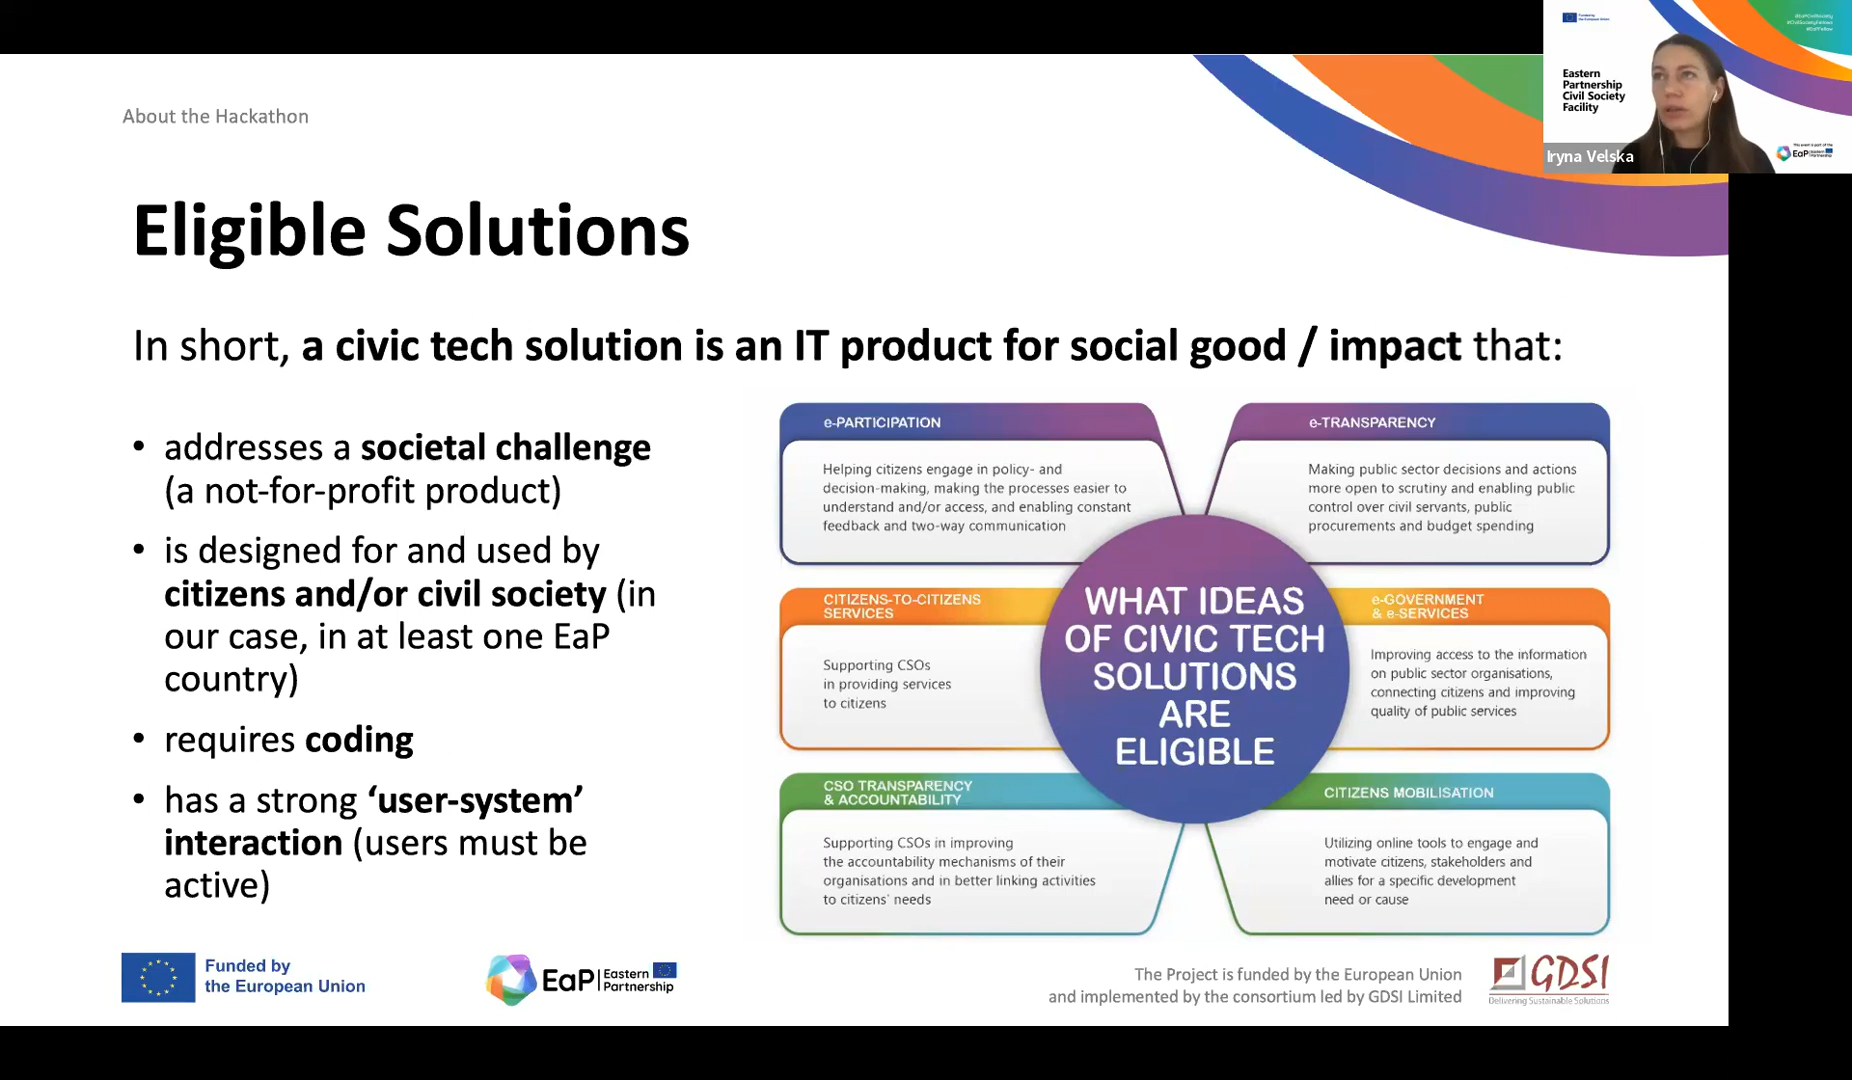 About the Hackathon
Eligible Solutions
In short, a civic tech solution is an IT product for social good / impact that:
• addresses a societal challenge
(a not-for-profit product)
• is designed for and used by
citizens and/or civil society (in
our case, in at least one EaP
country)
• requires coding
• has a strong ‘user-system’
interaction (users must be
active)
e-PARTICIPATION
Helping citizens engage in policy- and
decision-making, making the processes easier to
understand and/or access, and enabling constant
feedback and two-way communication
e-TRANSPARENCY
Making public sector decisions and actions
more open to scrutiny and enabling public
control over civil servants, public
procurements and budget spending
CITIZENS-TO-CITIZENS
SERVICES
Supporting CSOs
in providing services
to citizens
WHAT IDEAS
OF CIVIC TECH
SOLUTIONS
ARE
ELIGIBLE
e-GOVERNMENT
& e-SERVICES
Improving access to the information
on public sector organisations,
connecting citizens and improving
quality of public services
CSO TRANSPARENCY
& ACCOUNTABILITY
Supporting CSOs in improving
the accountability mechanisms of their
organisations and in better linking activities
to citizens' needs
CITIZENS MOBILISATION
Utilizing online tools to engage and
motivate citizens, stakeholders and
allies for a specific development
need or cause
Funded by
the European Union
EaP
Eastern
Partnership
The Project is funded by the European Union
and implemented by the consortium led by GDSI Limited
GDSI
Delivering Sustainable Solutions
Eastern
Partnership
Civil Society
Facility
Iryna Velska
EaP